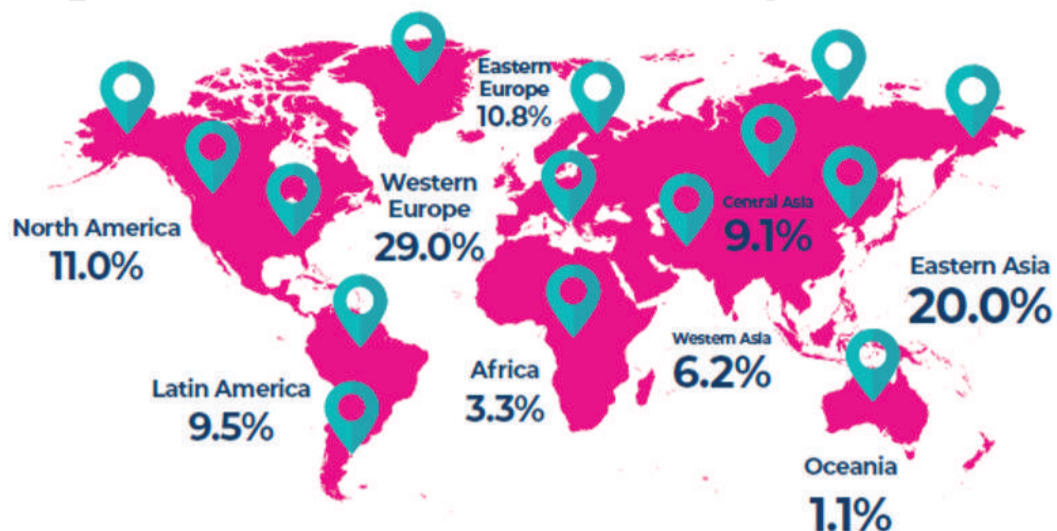 Eastern
Europe
10.8%
Western
Europe
29.0%
North America
11.0%
Central Asia
9.1%
Eastern Asia
20.0%
Western Asia
6.2%
Africa
3.3%
Latin America
9.5%
Oceania
1.1%